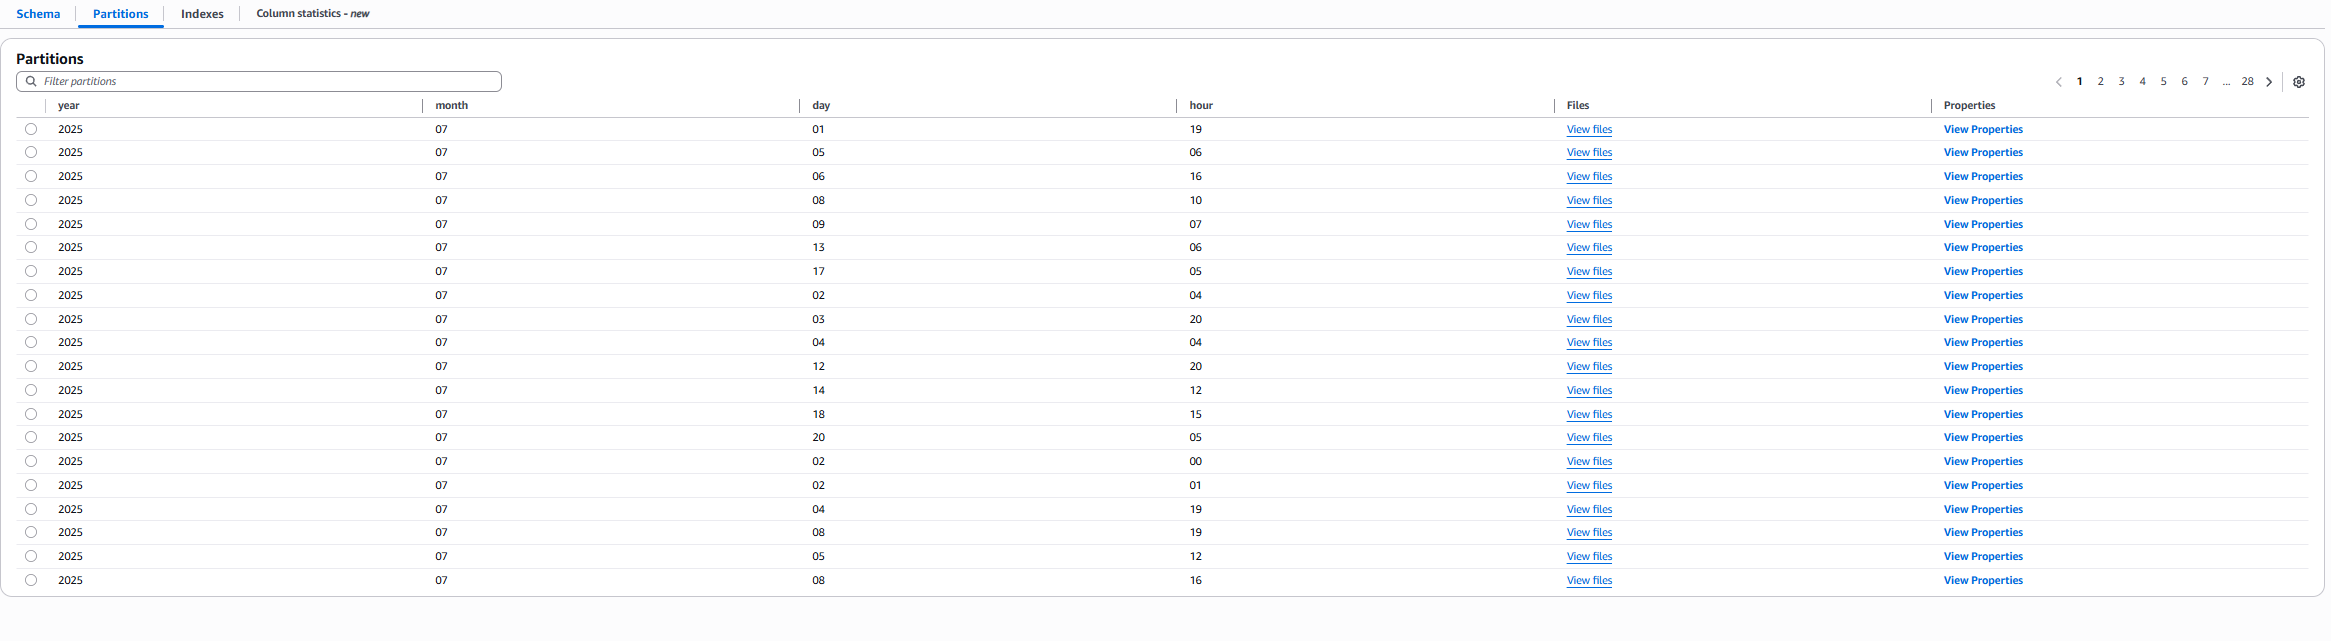 Schema Partitions Indexes Column statistics - new
Partitions
Filter partitions 1 2 3 4 5 6 7 ... 28
year month day hour Files Properties
2025 07 01 19 View files View Properties
2025 07 05 06 View files View Properties
2025 07 06 16 View files View Properties
2025 07 08 10 View files View Properties
2025 07 09 07 View files View Properties
2025 07 13 06 View files View Properties
2025 07 17 05 View files View Properties
2025 07 02 04 View files View Properties
2025 07 03 20 View files View Properties
2025 07 04 04 View files View Properties
2025 07 12 20 View files View Properties
2025 07 14 12 View files View Properties
2025 07 18 15 View files View Properties
2025 07 20 05 View files View Properties
2025 07 02 00 View files View Properties
2025 07 02 01 View files View Properties
2025 07 04 19 View files View Properties
2025 07 08 19 View files View Properties
2025 07 05 12 View files View Properties
2025 07 08 16 View files View Properties